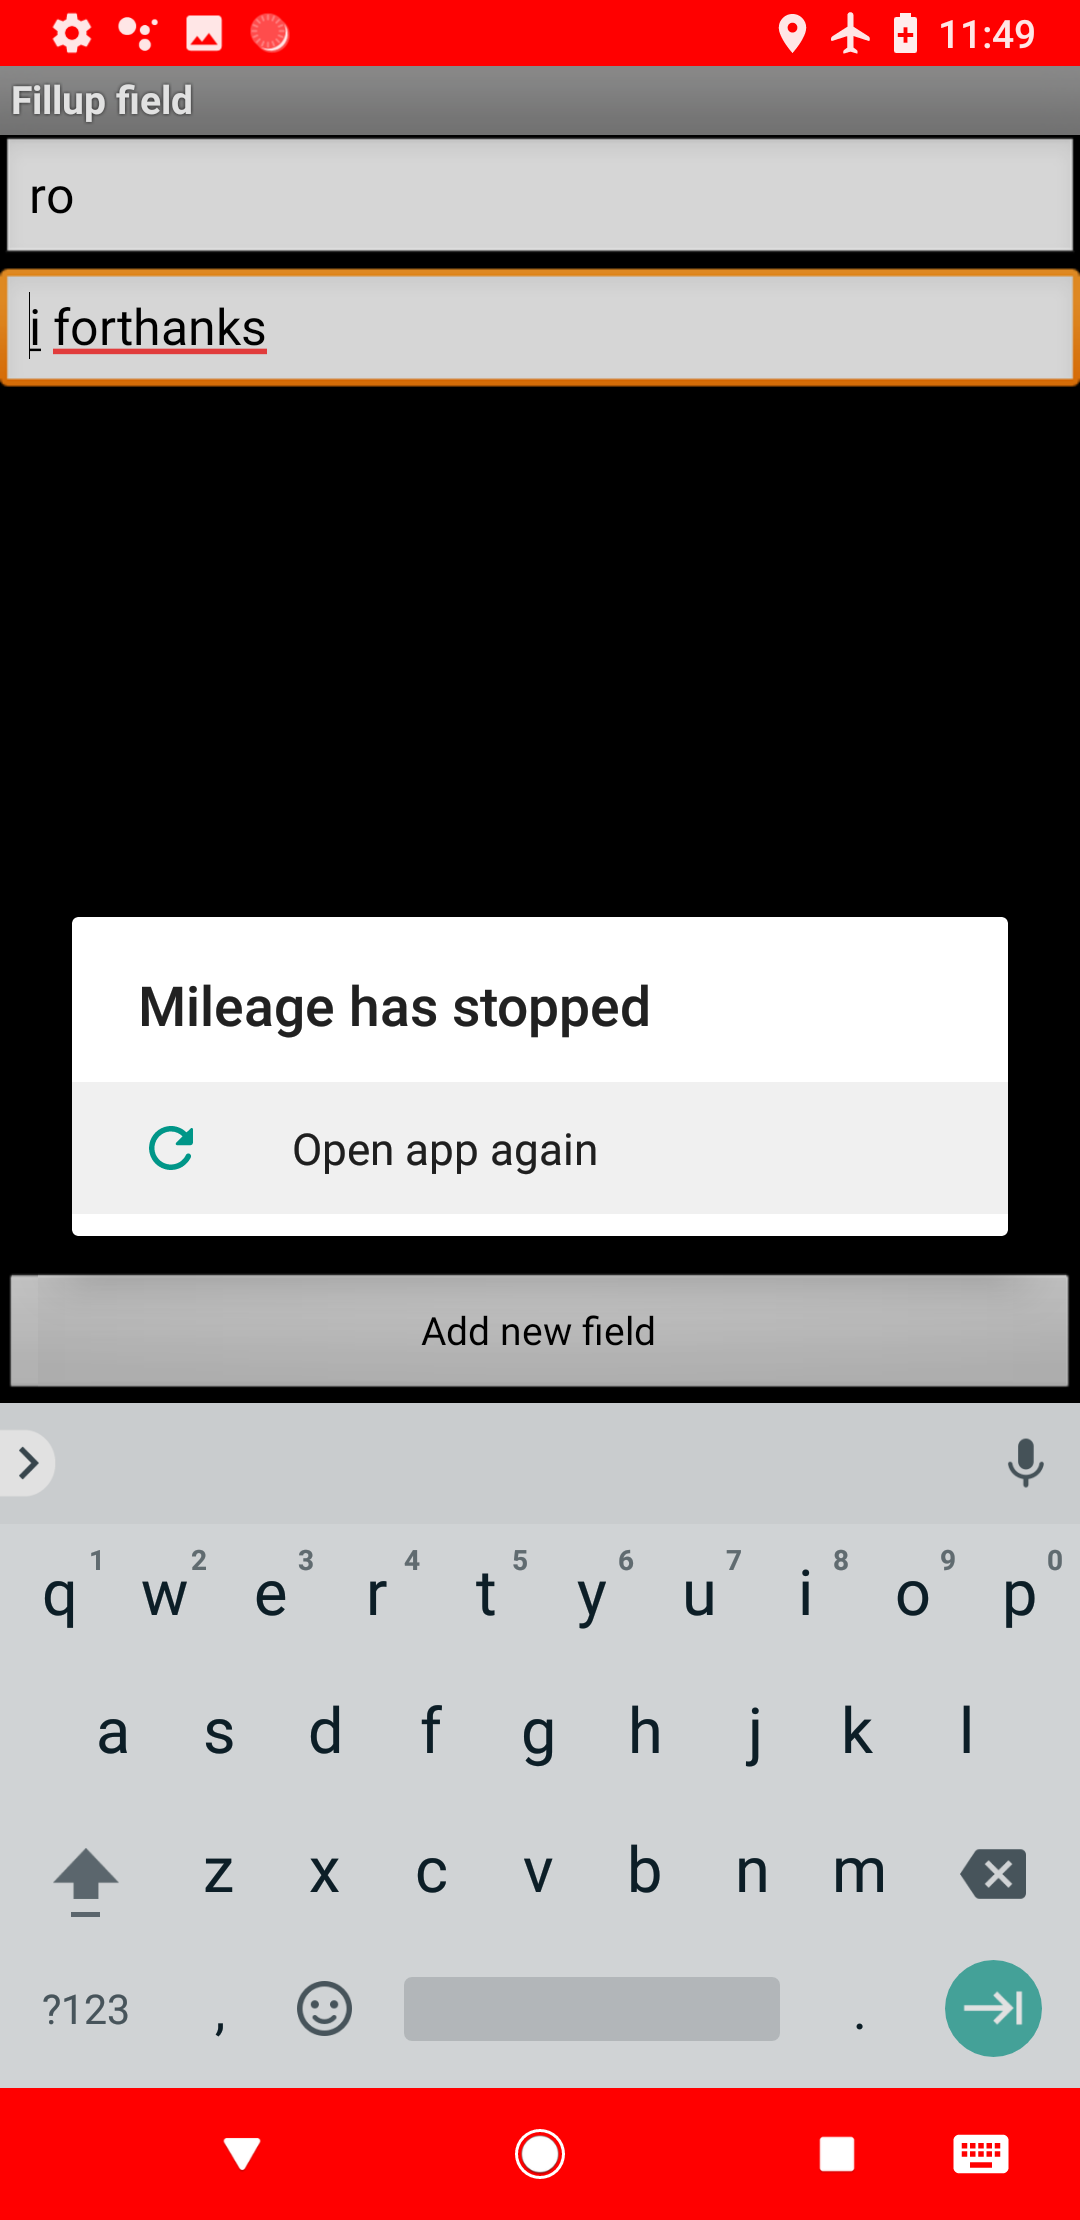 11:49
Fillup field
ro
i forthanks
Mileage has stopped
Open app again
Add new field
1 2 3 4 5 6 7 8 9 0
q w e r t y u i o p
a s d f g h j k l
z x c v b n m
?123 , .